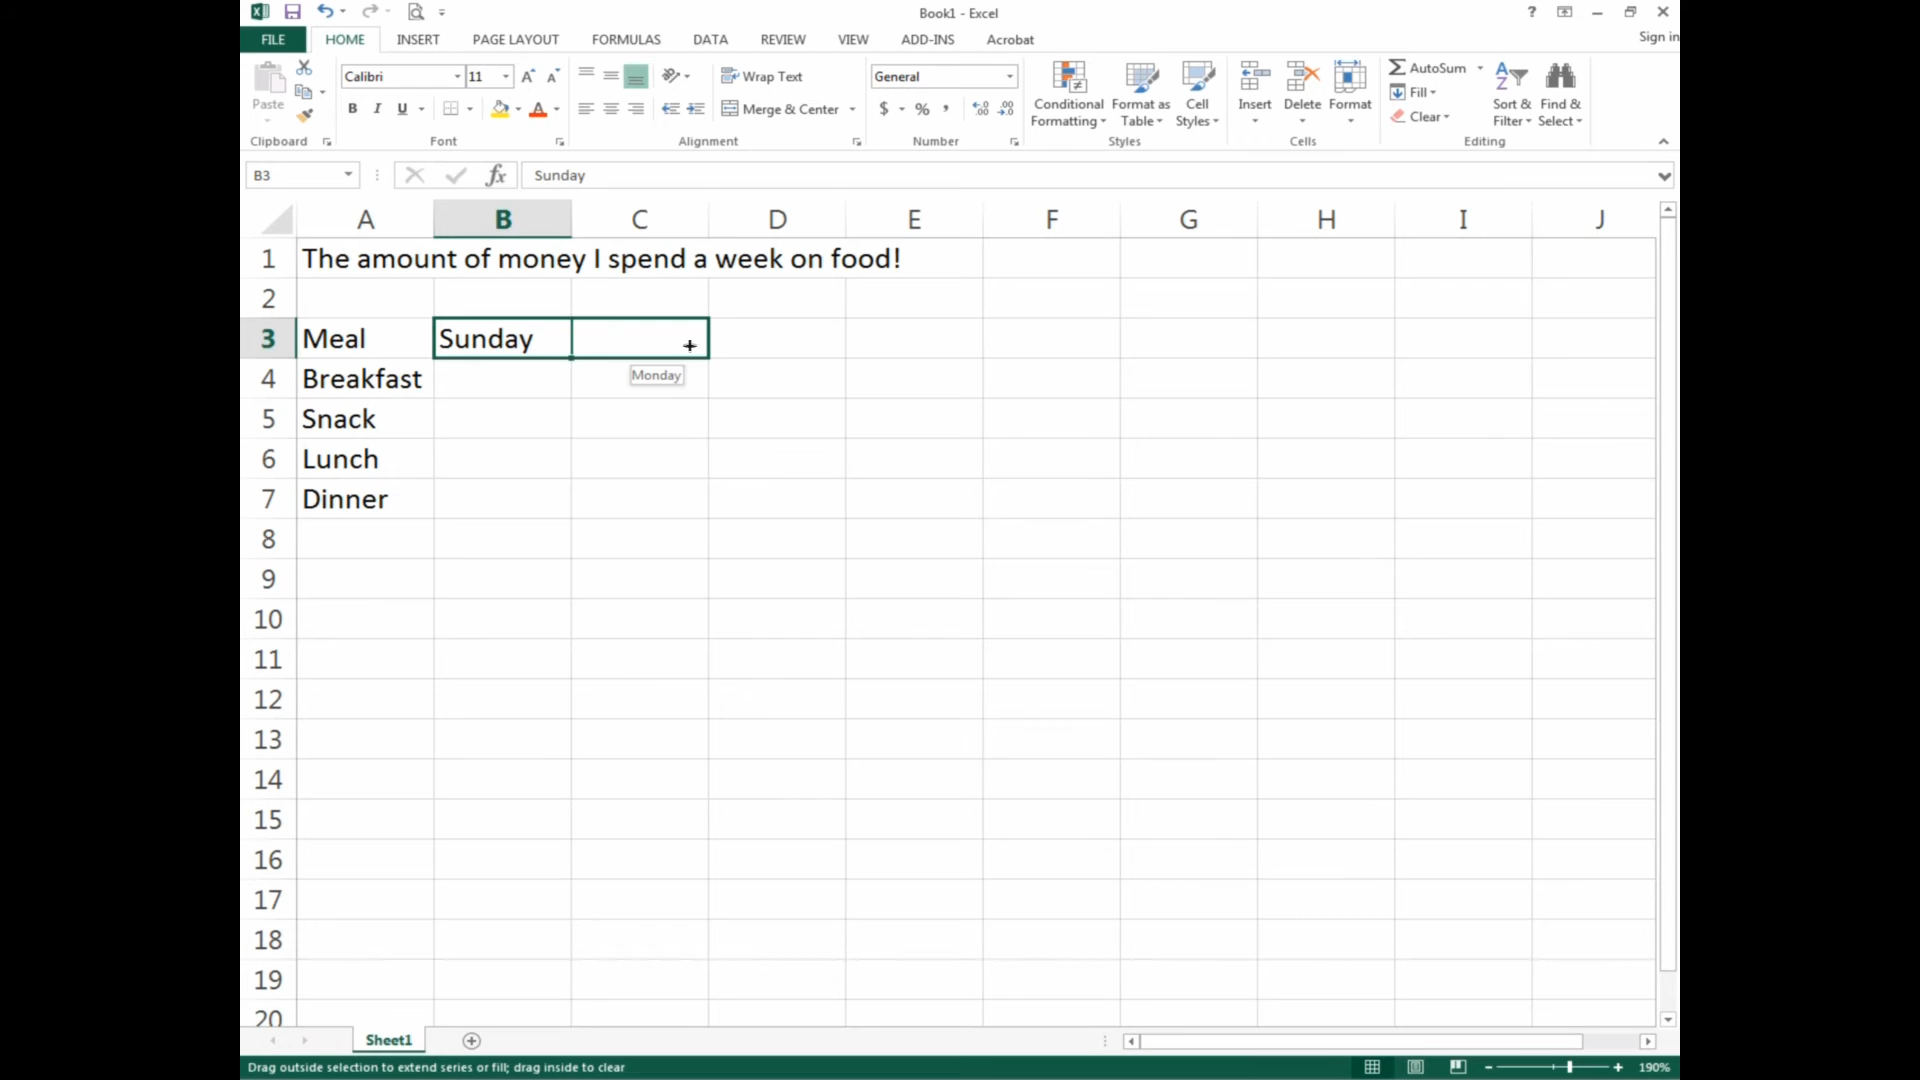 Book1 - Excel
?
Sign in
FILE HOME INSERT PAGE LAYOUT FORMULAS DATA REVIEW VIEW ADD-INS Acrobat
Paste
Calibri 11
B I U A
Wrap Text
Merge & Center
General
$ % ,
Conditional Formatting
Format as Table
Cell Styles
Insert
Delete
Format
AutoSum
Fill
Clear
Sort & Filter
Find & Select
Clipboard Font Alignment Number Styles Cells Editing
B3 fx Sunday
A B C D E F G H I J
1 The amount of money I spend a week on food!
2
3 Meal Sunday
Monday
4 Breakfast
5 Snack
6 Lunch
7 Dinner
8
9
10
11
12
13
14
15
16
17
18
19
20
Sheet1
Drag outside selection to extend series or fill; drag inside to clear
190%